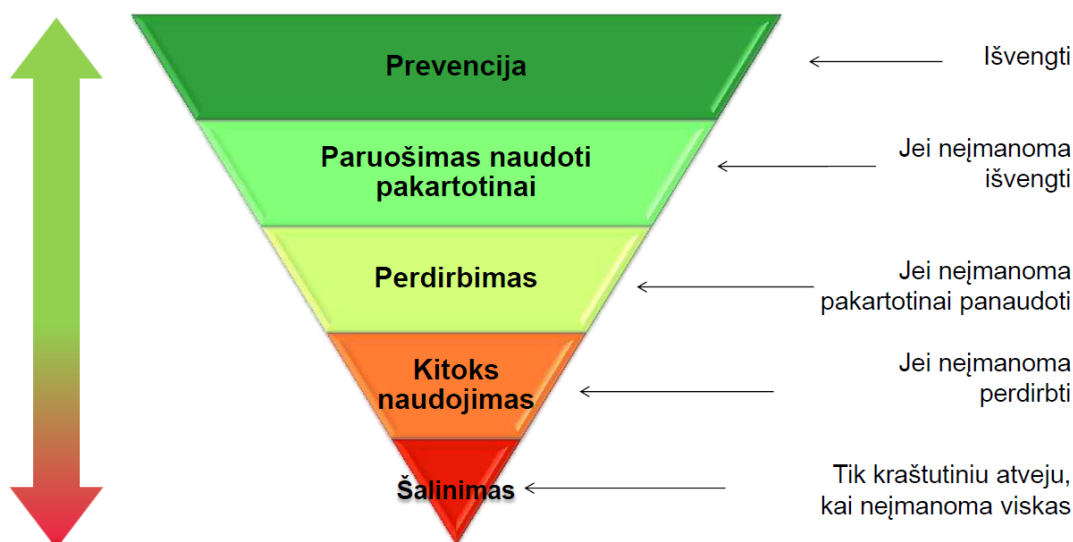 Prevencija
Išvengti
Paruošimas naudoti
pakartotinai
Jei neįmanoma
išvengti
Perdirbimas
Jei neįmanoma
pakartotinai panaudoti
Kitoks
naudojimas
Jei neįmanoma
perdirbti
Šalinimas
Tik kraštutiniu atveju,
kai neįmanoma viskas